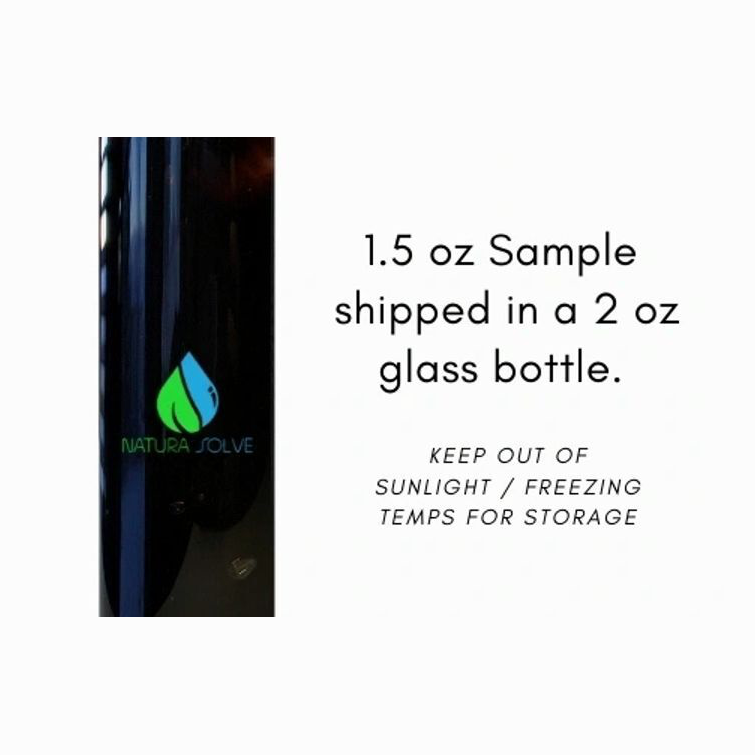 1.5 oz Sample
shipped in a 2 oz
glass bottle.
NATURA SOLVE
KEEP OUT OF
SUNLIGHT / FREEZING
TEMPS FOR STORAGE